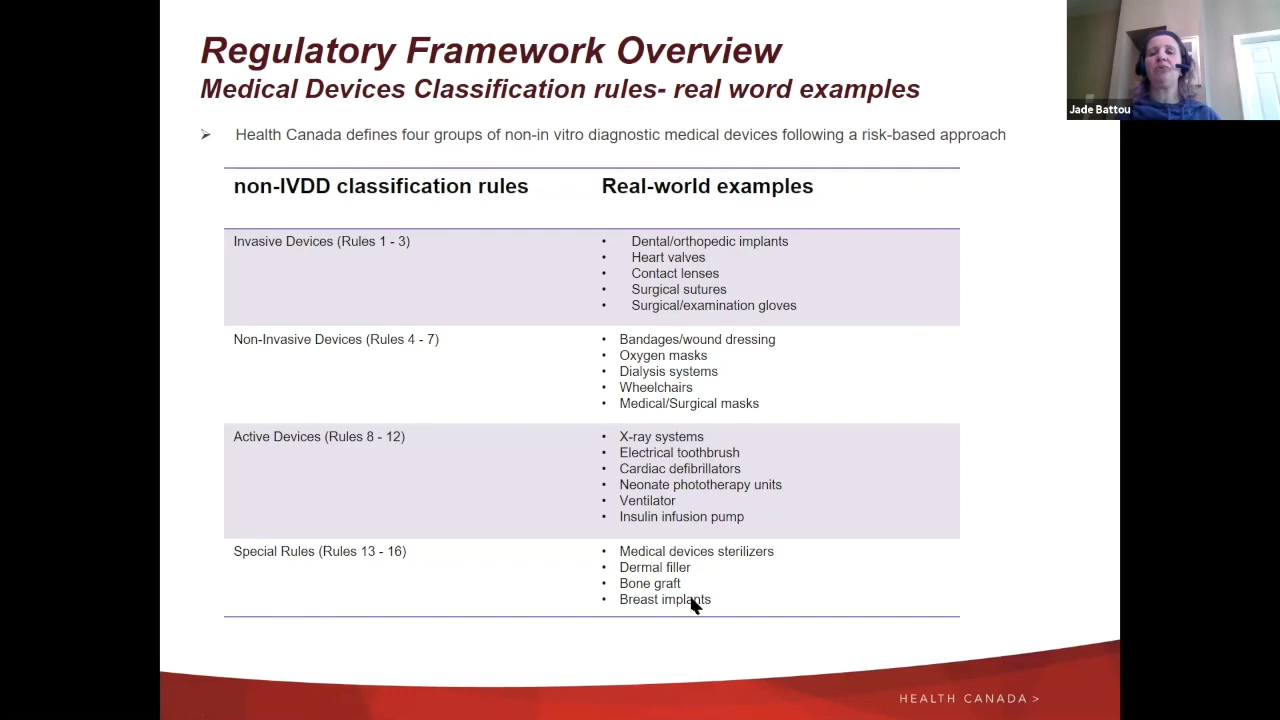 Regulatory Framework Overview
Medical Devices Classification rules- real word examples
Jade Battou
➢ Health Canada defines four groups of non-in vitro diagnostic medical devices following a risk-based approach
non-IVDD classification rules
Real-world examples
Invasive Devices (Rules 1 - 3)
• Dental/orthopedic implants
• Heart valves
• Contact lenses
• Surgical sutures
• Surgical/examination gloves
Non-Invasive Devices (Rules 4 - 7)
• Bandages/wound dressing
• Oxygen masks
• Dialysis systems
• Wheelchairs
• Medical/Surgical masks
Active Devices (Rules 8 - 12)
• X-ray systems
• Electrical toothbrush
• Cardiac defibrillators
• Neonate phototherapy units
• Ventilator
• Insulin infusion pump
Special Rules (Rules 13 - 16)
• Medical devices sterilizers
• Dermal filler
• Bone graft
• Breast implants
HEALTH CANADA >